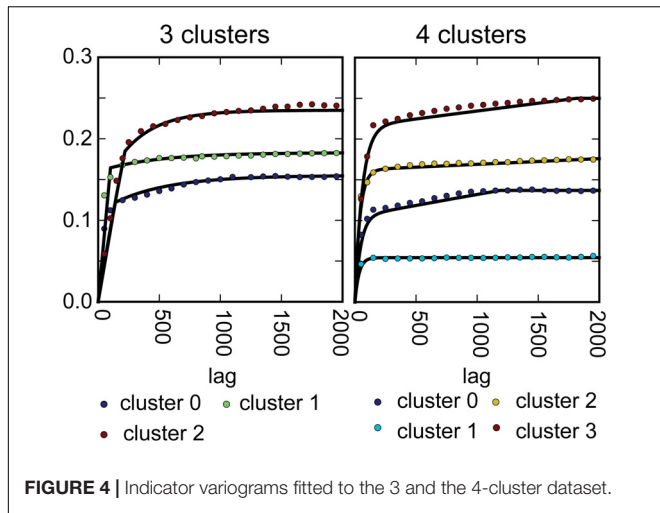 3 clusters 4 clusters
0.3
0.2
0.1
0.0
0 500 1000 1500 2000 0 500 1000 1500 2000
lag lag
cluster 0 cluster 1
cluster 2
cluster 0 cluster 2
cluster 1 cluster 3
FIGURE 4 | Indicator variograms fitted to the 3 and the 4-cluster dataset.